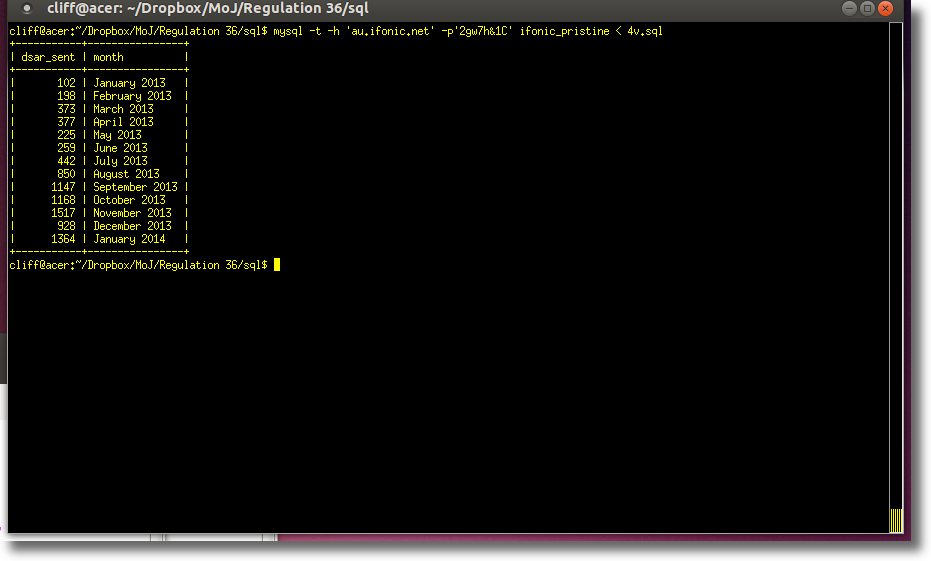 cliff@acer: ~/Dropbox/MoJ/Regulation 36/sql
cliff@acer:~/Dropbox/MoJ/Regulation 36/sql$ mysql -t -h 'au.ifonic.net' -p'2gw7h&1C' ifonic_pristine < 4v.sql
+-----------+----------------+
| dsar_sent | month          |
+-----------+----------------+
|       102 | January 2013   |
|       198 | February 2013  |
|       373 | March 2013     |
|       377 | April 2013     |
|       225 | May 2013       |
|       259 | June 2013      |
|       442 | July 2013      |
|       850 | August 2013    |
|      1147 | September 2013 |
|      1168 | October 2013   |
|      1517 | November 2013  |
|       928 | December 2013  |
|      1364 | January 2014   |
+-----------+----------------+
cliff@acer:~/Dropbox/MoJ/Regulation 36/sql$